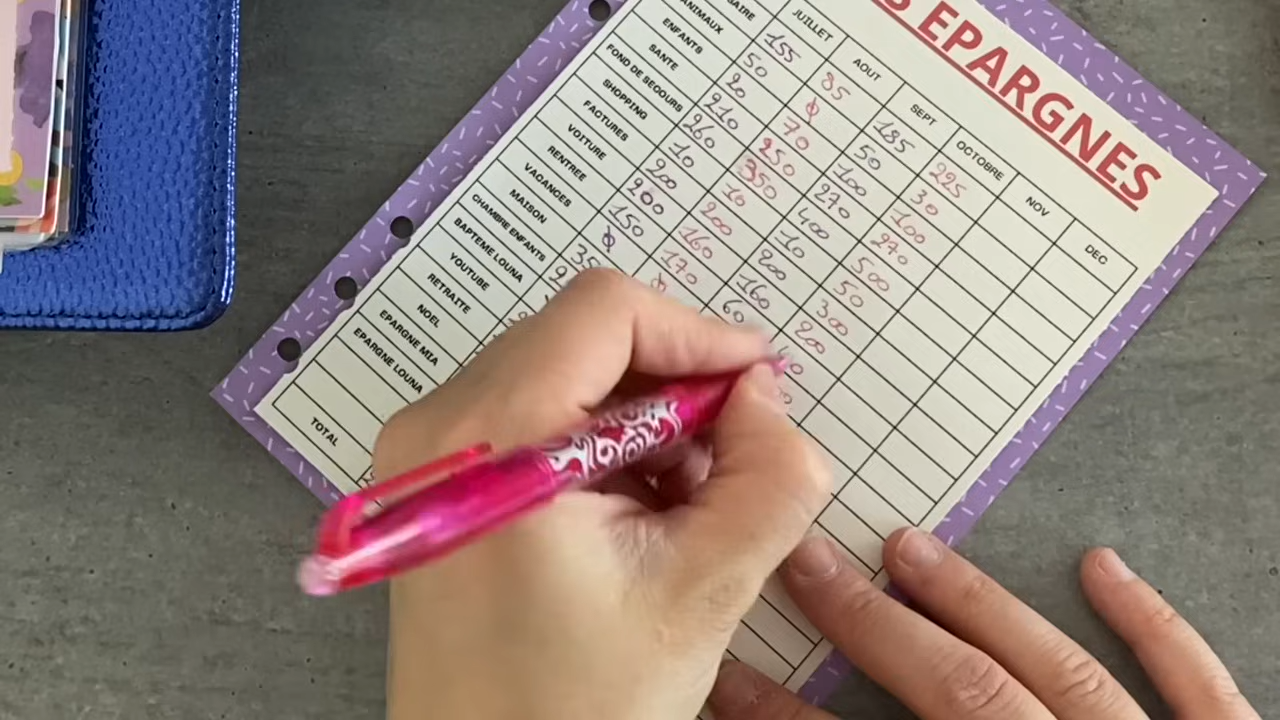 EPARGNES
JUILLET AOUT SEPT OCTOBRE NOV DEC
155 85 185 225
ANIMAUX 50 0 50 30
ENFANTS 20 70 100 100
SANTE 210 250 270 270
FOND DE SECOURS 260 350 400 500
SHOPPING 10 10 10 50
FACTURES 200 200 200 300
VOITURE 200 160 160 200
RENTREE 150 170 60
VACANCES 0 0
MAISON
CHAMBRE ENFANTS
BAPTEME LOUNA
YOUTUBE
RETRAITE
NOEL
EPARGNE MIA
EPARGNE LOUNA
TOTAL